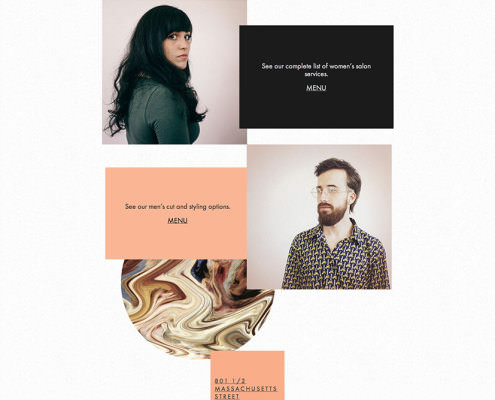 See our complete list of women's salon
services.
MENU
See our men's cut and styling options.
MENU
801 1/2
MASSACHUSETTS
STREET